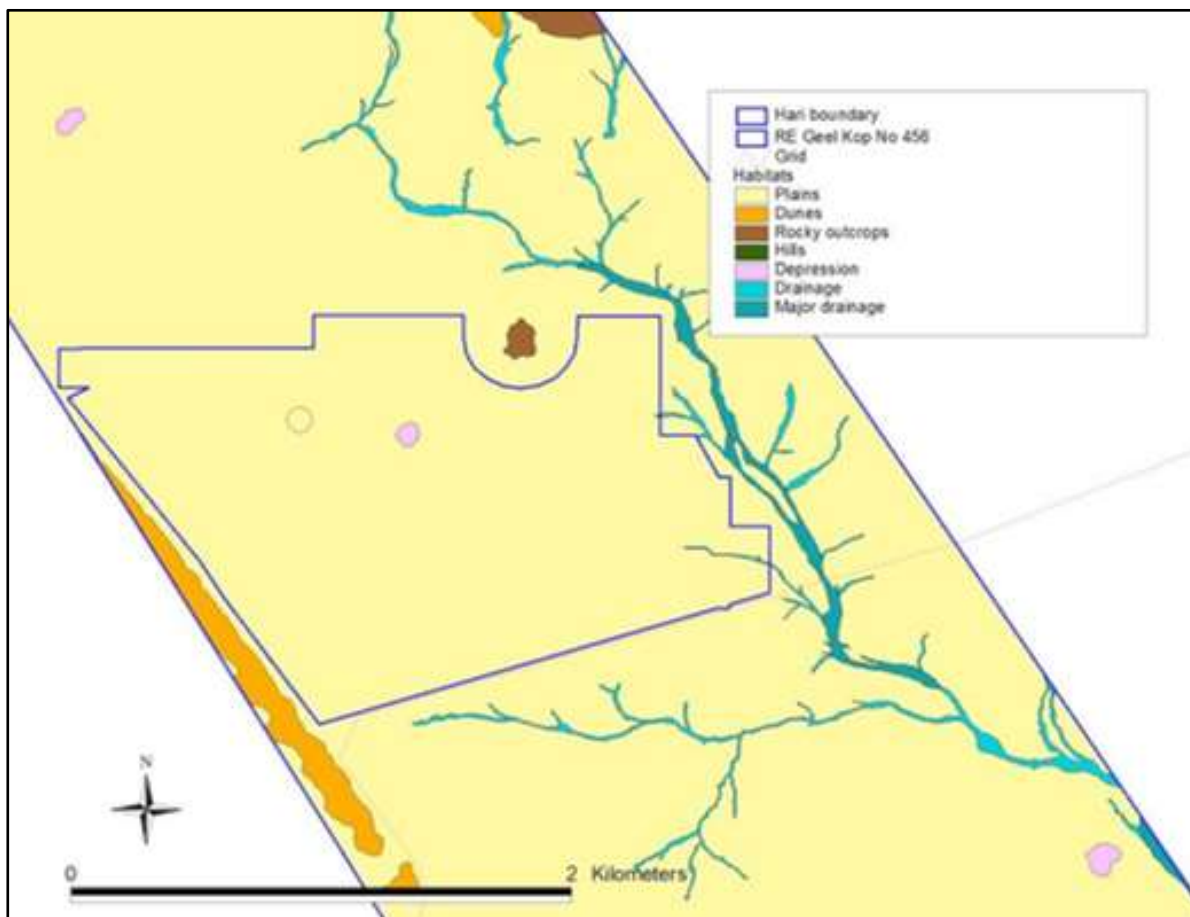 Hari boundary
RE Geel Kop No 456
Grid
Habitats
Plains
Dunes
Rocky outcrops
Hills
Depression
Drainage
Major drainage
N
0 2 Kilometers